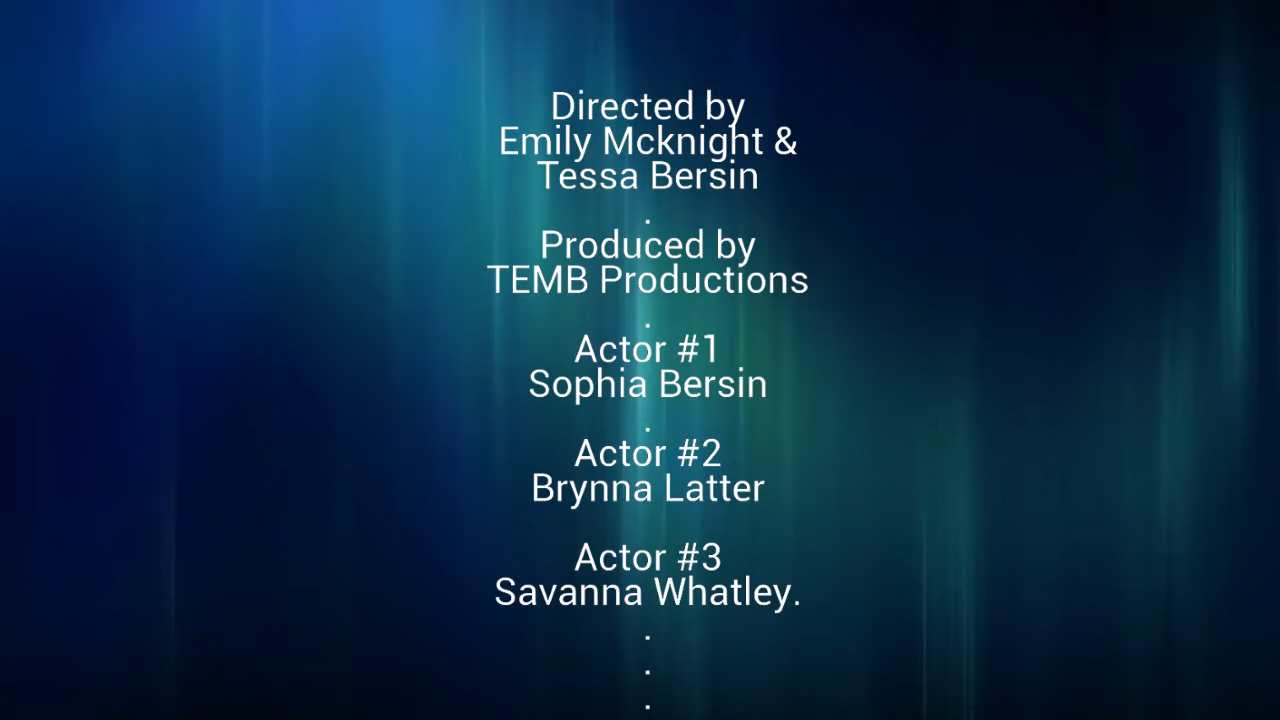 Directed by
Emily Mcknight &
Tessa Bersin
.
Produced by
TEMB Productions
.
Actor #1
Sophia Bersin
.
Actor #2
Brynna Latter
Actor #3
Savanna Whatley.
.
.
.